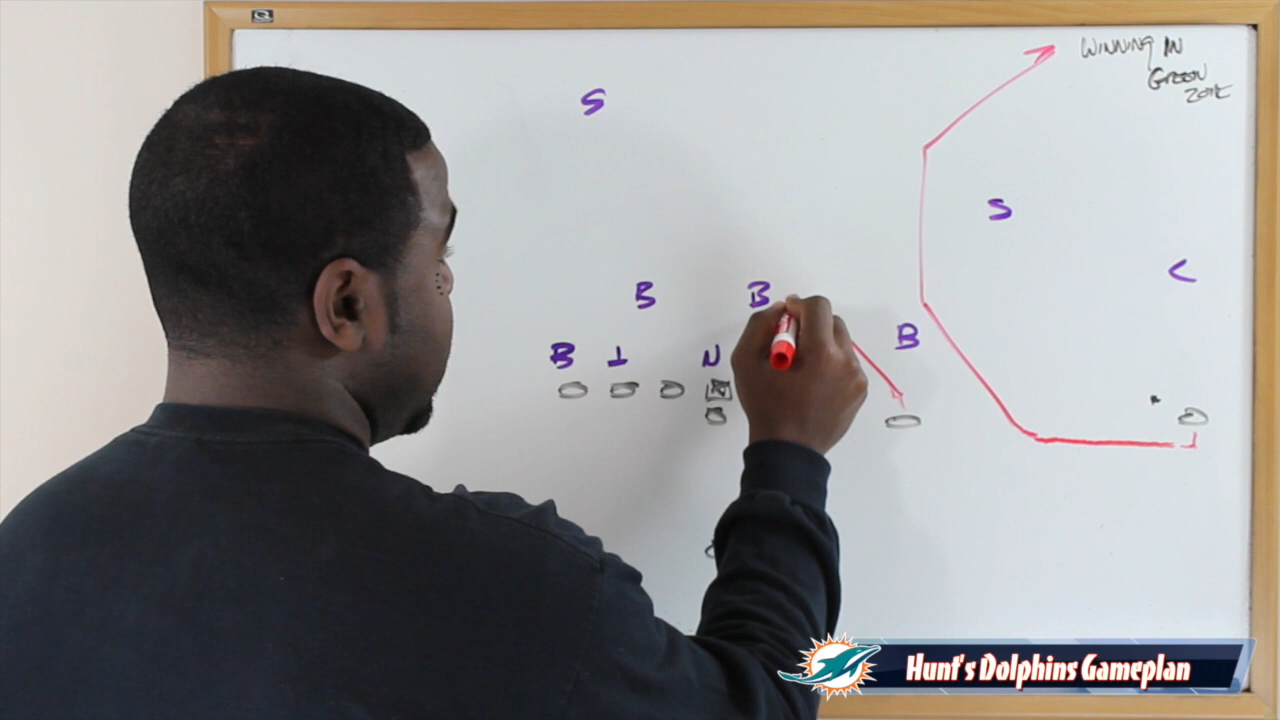 WINNING IN
GREEN
ZONE
S
S
C
B B
B
B I N
Hunt's Dolphins Gameplan